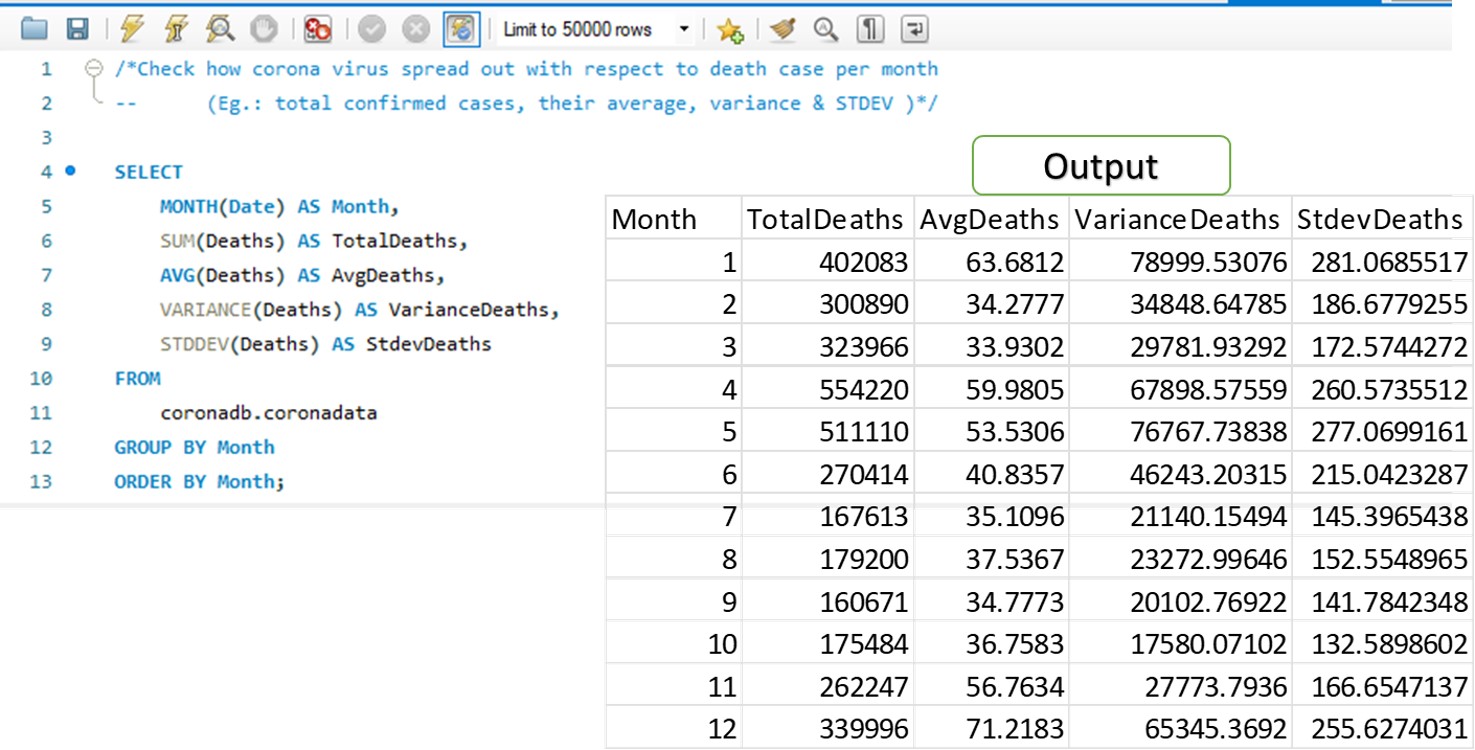 Limit to 50000 rows
1 /*Check how corona virus spread out with respect to death case per month
2 -- (Eg.: total confirmed cases, their average, variance & STDEV )*/
3
4 SELECT
5 MONTH(Date) AS Month,
6 SUM(Deaths) AS TotalDeaths,
7 AVG(Deaths) AS AvgDeaths,
8 VARIANCE(Deaths) AS VarianceDeaths,
9 STDDEV(Deaths) AS StdevDeaths
10 FROM
11 coronadb.coronadata
12 GROUP BY Month
13 ORDER BY Month;
Output
Month TotalDeaths AvgDeaths VarianceDeaths StdevDeaths
1 402083 63.6812 78999.53076 281.0685517
2 300890 34.2777 34848.64785 186.6779255
3 323966 33.9302 29781.93292 172.5744272
4 554220 59.9805 67898.57559 260.5735512
5 511110 53.5306 76767.73838 277.0699161
6 270414 40.8357 46243.20315 215.0423287
7 167613 35.1096 21140.15494 145.3965438
8 179200 37.5367 23272.99646 152.5548965
9 160671 34.7773 20102.76922 141.7842348
10 175484 36.7583 17580.07102 132.5898602
11 262247 56.7634 27773.7936 166.6547137
12 339996 71.2183 65345.3692 255.6274031